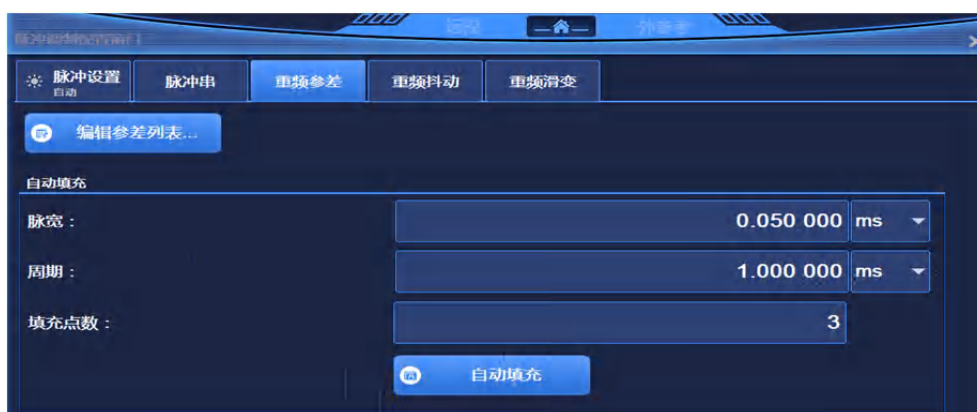 脉冲设置
自动
脉冲串
重频参差
重频抖动
重频滑变
编辑参差列表...
自动填充
脉宽：
0.050 000 ms
周期：
1.000 000 ms
填充点数：
3
自动填充